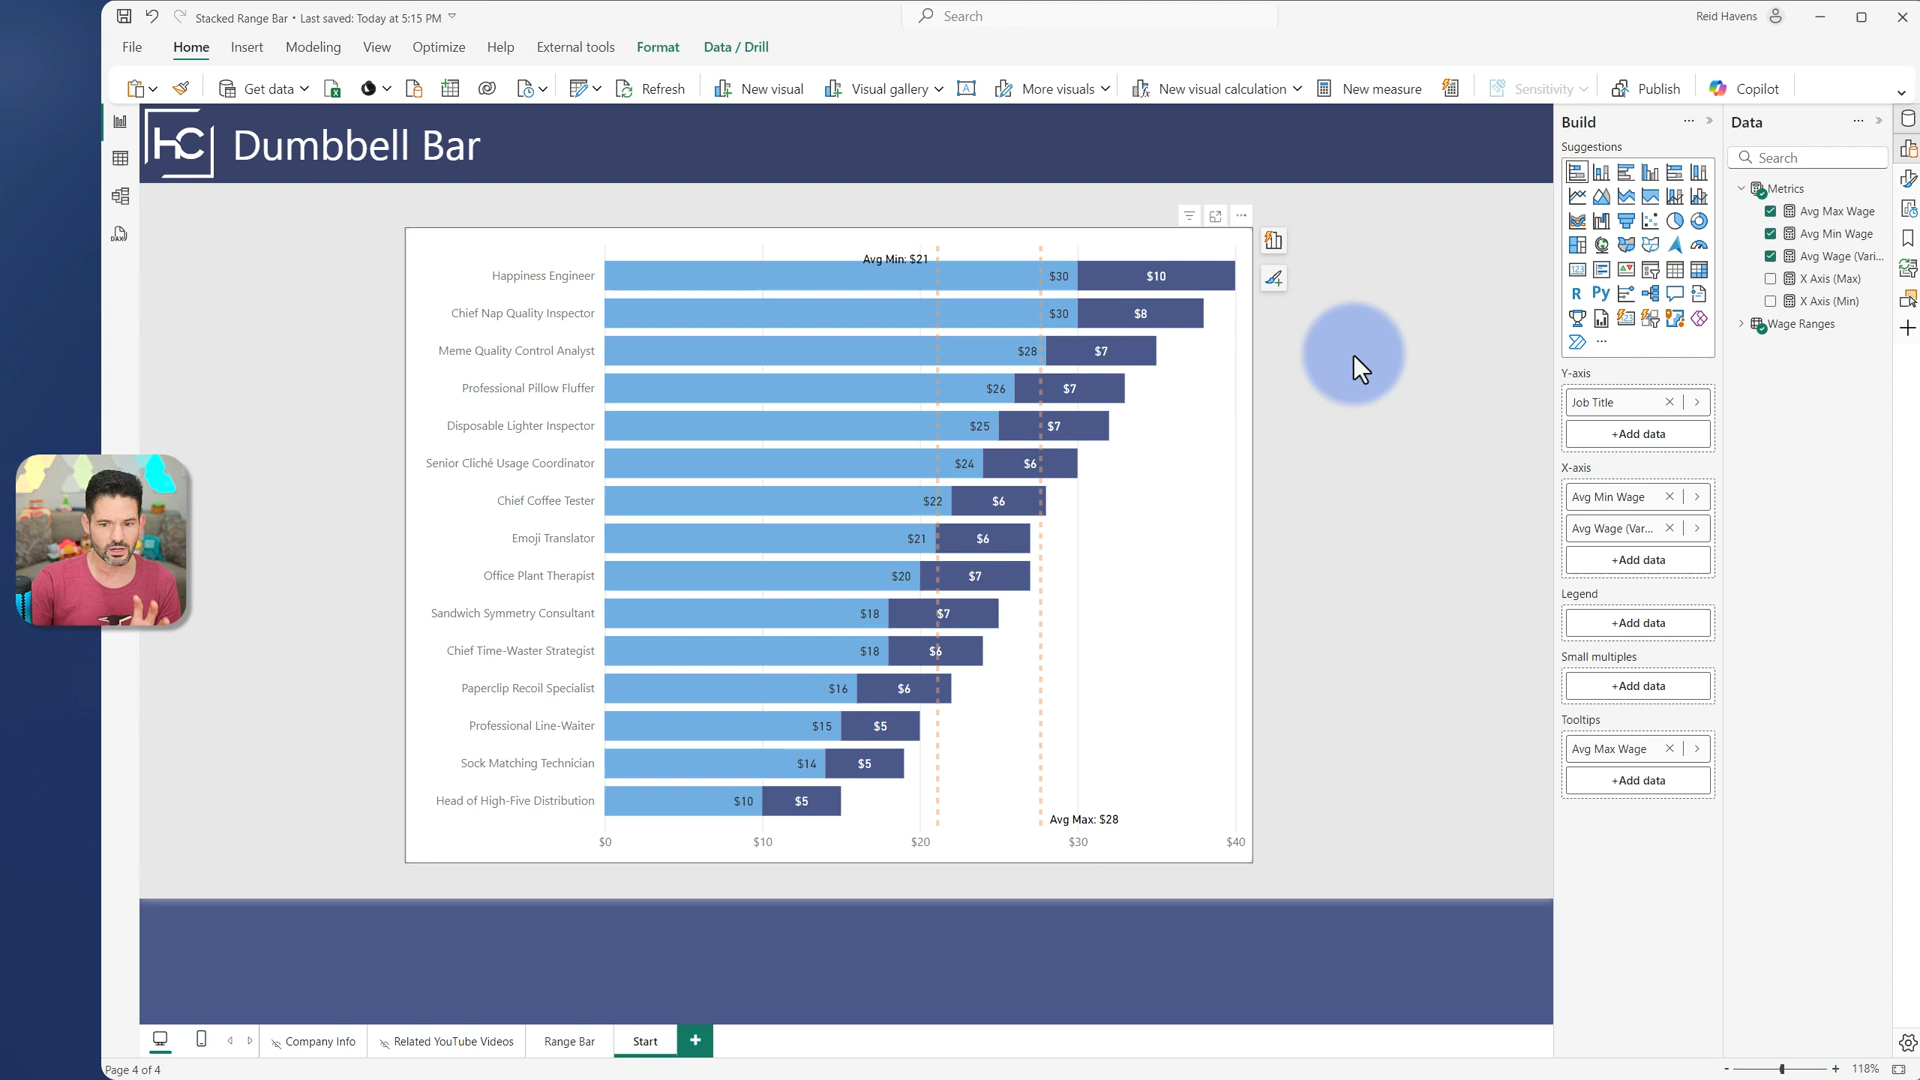 Stacked Range Bar • Last saved: Today at 5:15 PM
Search
Reid Havens
File
Home
Insert
Modeling
View
Optimize
Help
External tools
Format
Data / Drill
Get data
Refresh
New visual
Visual gallery
More visuals
New visual calculation
New measure
Sensitivity
Publish
Copilot
HC
Dumbbell Bar
Avg Min: $21
Happiness Engineer $30 $10
Chief Nap Quality Inspector $30 $8
Meme Quality Control Analyst $28 $7
Professional Pillow Fluffer $26 $7
Disposable Lighter Inspector $25 $7
Senior Cliché Usage Coordinator $24 $6
Chief Coffee Tester $22 $6
Emoji Translator $21 $6
Office Plant Therapist $20 $7
Sandwich Symmetry Consultant $18 $7
Chief Time-Waster Strategist $18 $6
Paperclip Recoil Specialist $16 $6
Professional Line-Waiter $15 $5
Sock Matching Technician $14 $5
Head of High-Five Distribution $10 $5
Avg Max: $28
$0 $10 $20 $30 $40
Build
Suggestions
R
Py
123
Y-axis
Job Title
+Add data
X-axis
Avg Min Wage
Avg Wage (Var...
+Add data
Legend
+Add data
Small multiples
+Add data
Tooltips
Avg Max Wage
+Add data
Data
Search
Metrics
Avg Max Wage
Avg Min Wage
Avg Wage (Vari...
X Axis (Max)
X Axis (Min)
Wage Ranges
DAX
Company Info
Related YouTube Videos
Range Bar
Start
Page 4 of 4
118%